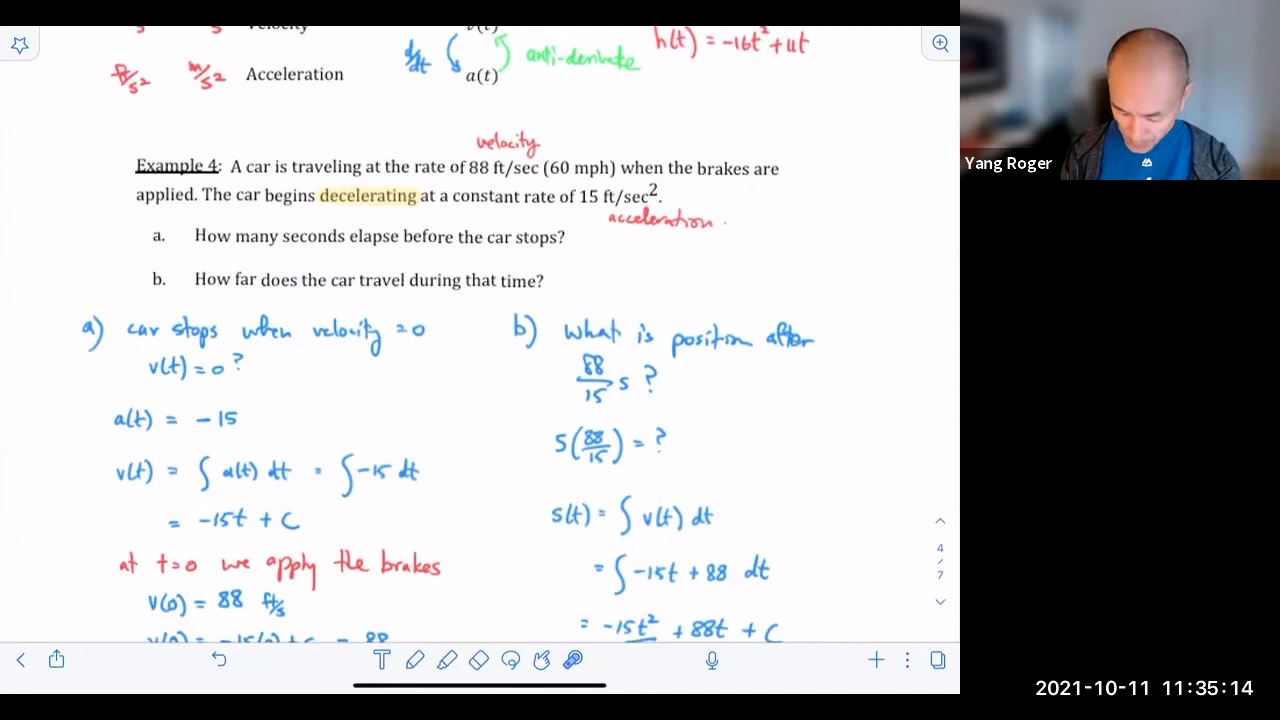 ft/s² m/s² Acceleration
d/dt
a(t)
anti-derivate
h(t) = -16t² + 4t
velocity
Example 4: A car is traveling at the rate of 88 ft/sec (60 mph) when the brakes are
applied. The car begins decelerating at a constant rate of 15 ft/sec².
acceleration
a. How many seconds elapse before the car stops?
b. How far does the car travel during that time?
a) car stops when velocity = 0
v(t) = 0 ?
a(t) = -15
v(t) = ∫ a(t) dt = ∫ -15 dt
= -15t + C
at t=0 we apply the brakes
v(0) = 88 ft/s
b) What is position after
88/15 s ?
s(88/15) = ?
s(t) = ∫ v(t) dt
= ∫ -15t + 88 dt
= -15t² + 88t + C
4
/
7
T
Yang Roger
2021-10-11 11:35:14